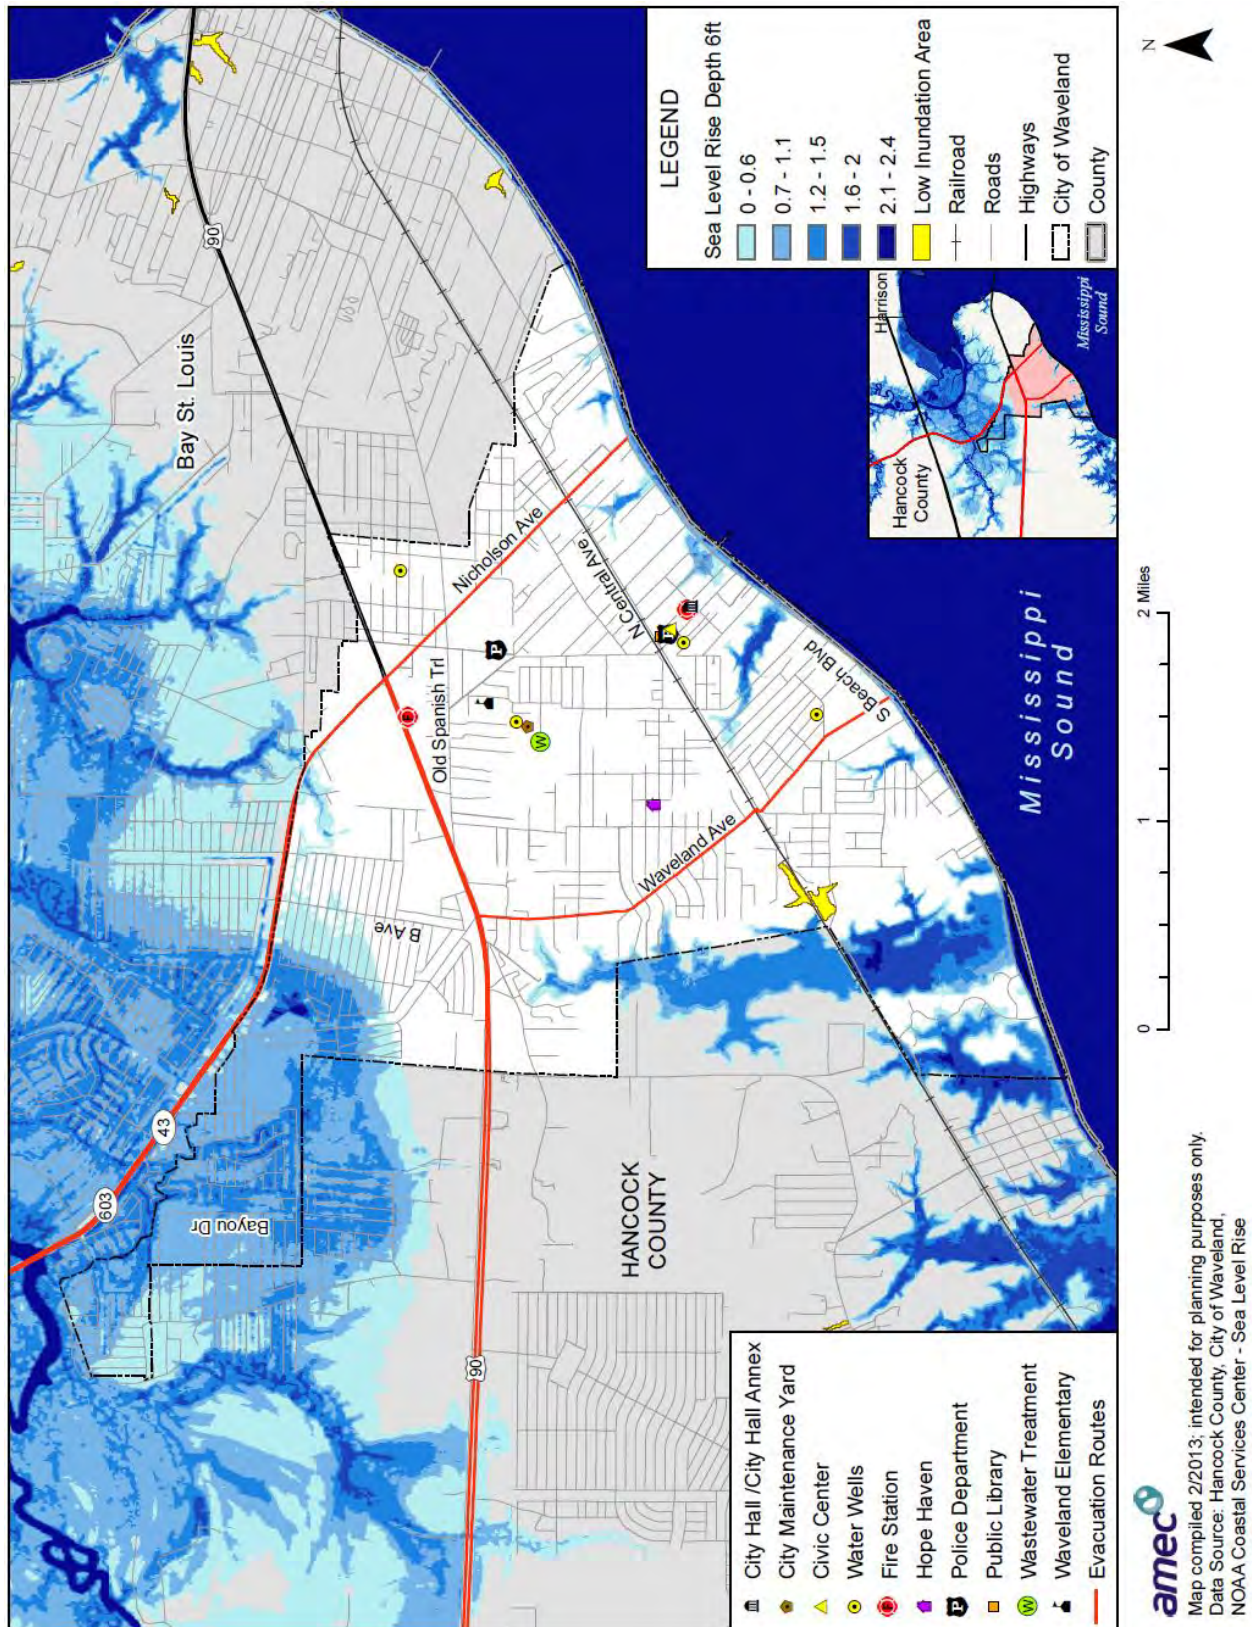 Bay St. Louis
90
Nicholson Ave
N Central Ave
Old Spanish Trl
S Beach Blvd
Waveland Ave
B Ave
43
603
Bayou Dr
90
HANCOCK
COUNTY
Mississippi
Sound
LEGEND
Sea Level Rise Depth 6ft
0 - 0.6
0.7 - 1.1
1.2 - 1.5
1.6 - 2
2.1 - 2.4
Low Inundation Area
Railroad
Roads
Highways
City of Waveland
County
Harrison
Hancock
County
Mississippi
Sound
City Hall /City Hall Annex
City Maintenance Yard
Civic Center
Water Wells
Fire Station
Hope Haven
Police Department
Public Library
Wastewater Treatment
Waveland Elementary
Evacuation Routes
F
P
W
P
F
F
P
W
0 1 2 Miles
N
amec
Map compiled 2/2013; intended for planning purposes only.
Data Source: Hancock County, City of Waveland,
NOAA Coastal Services Center - Sea Level Rise